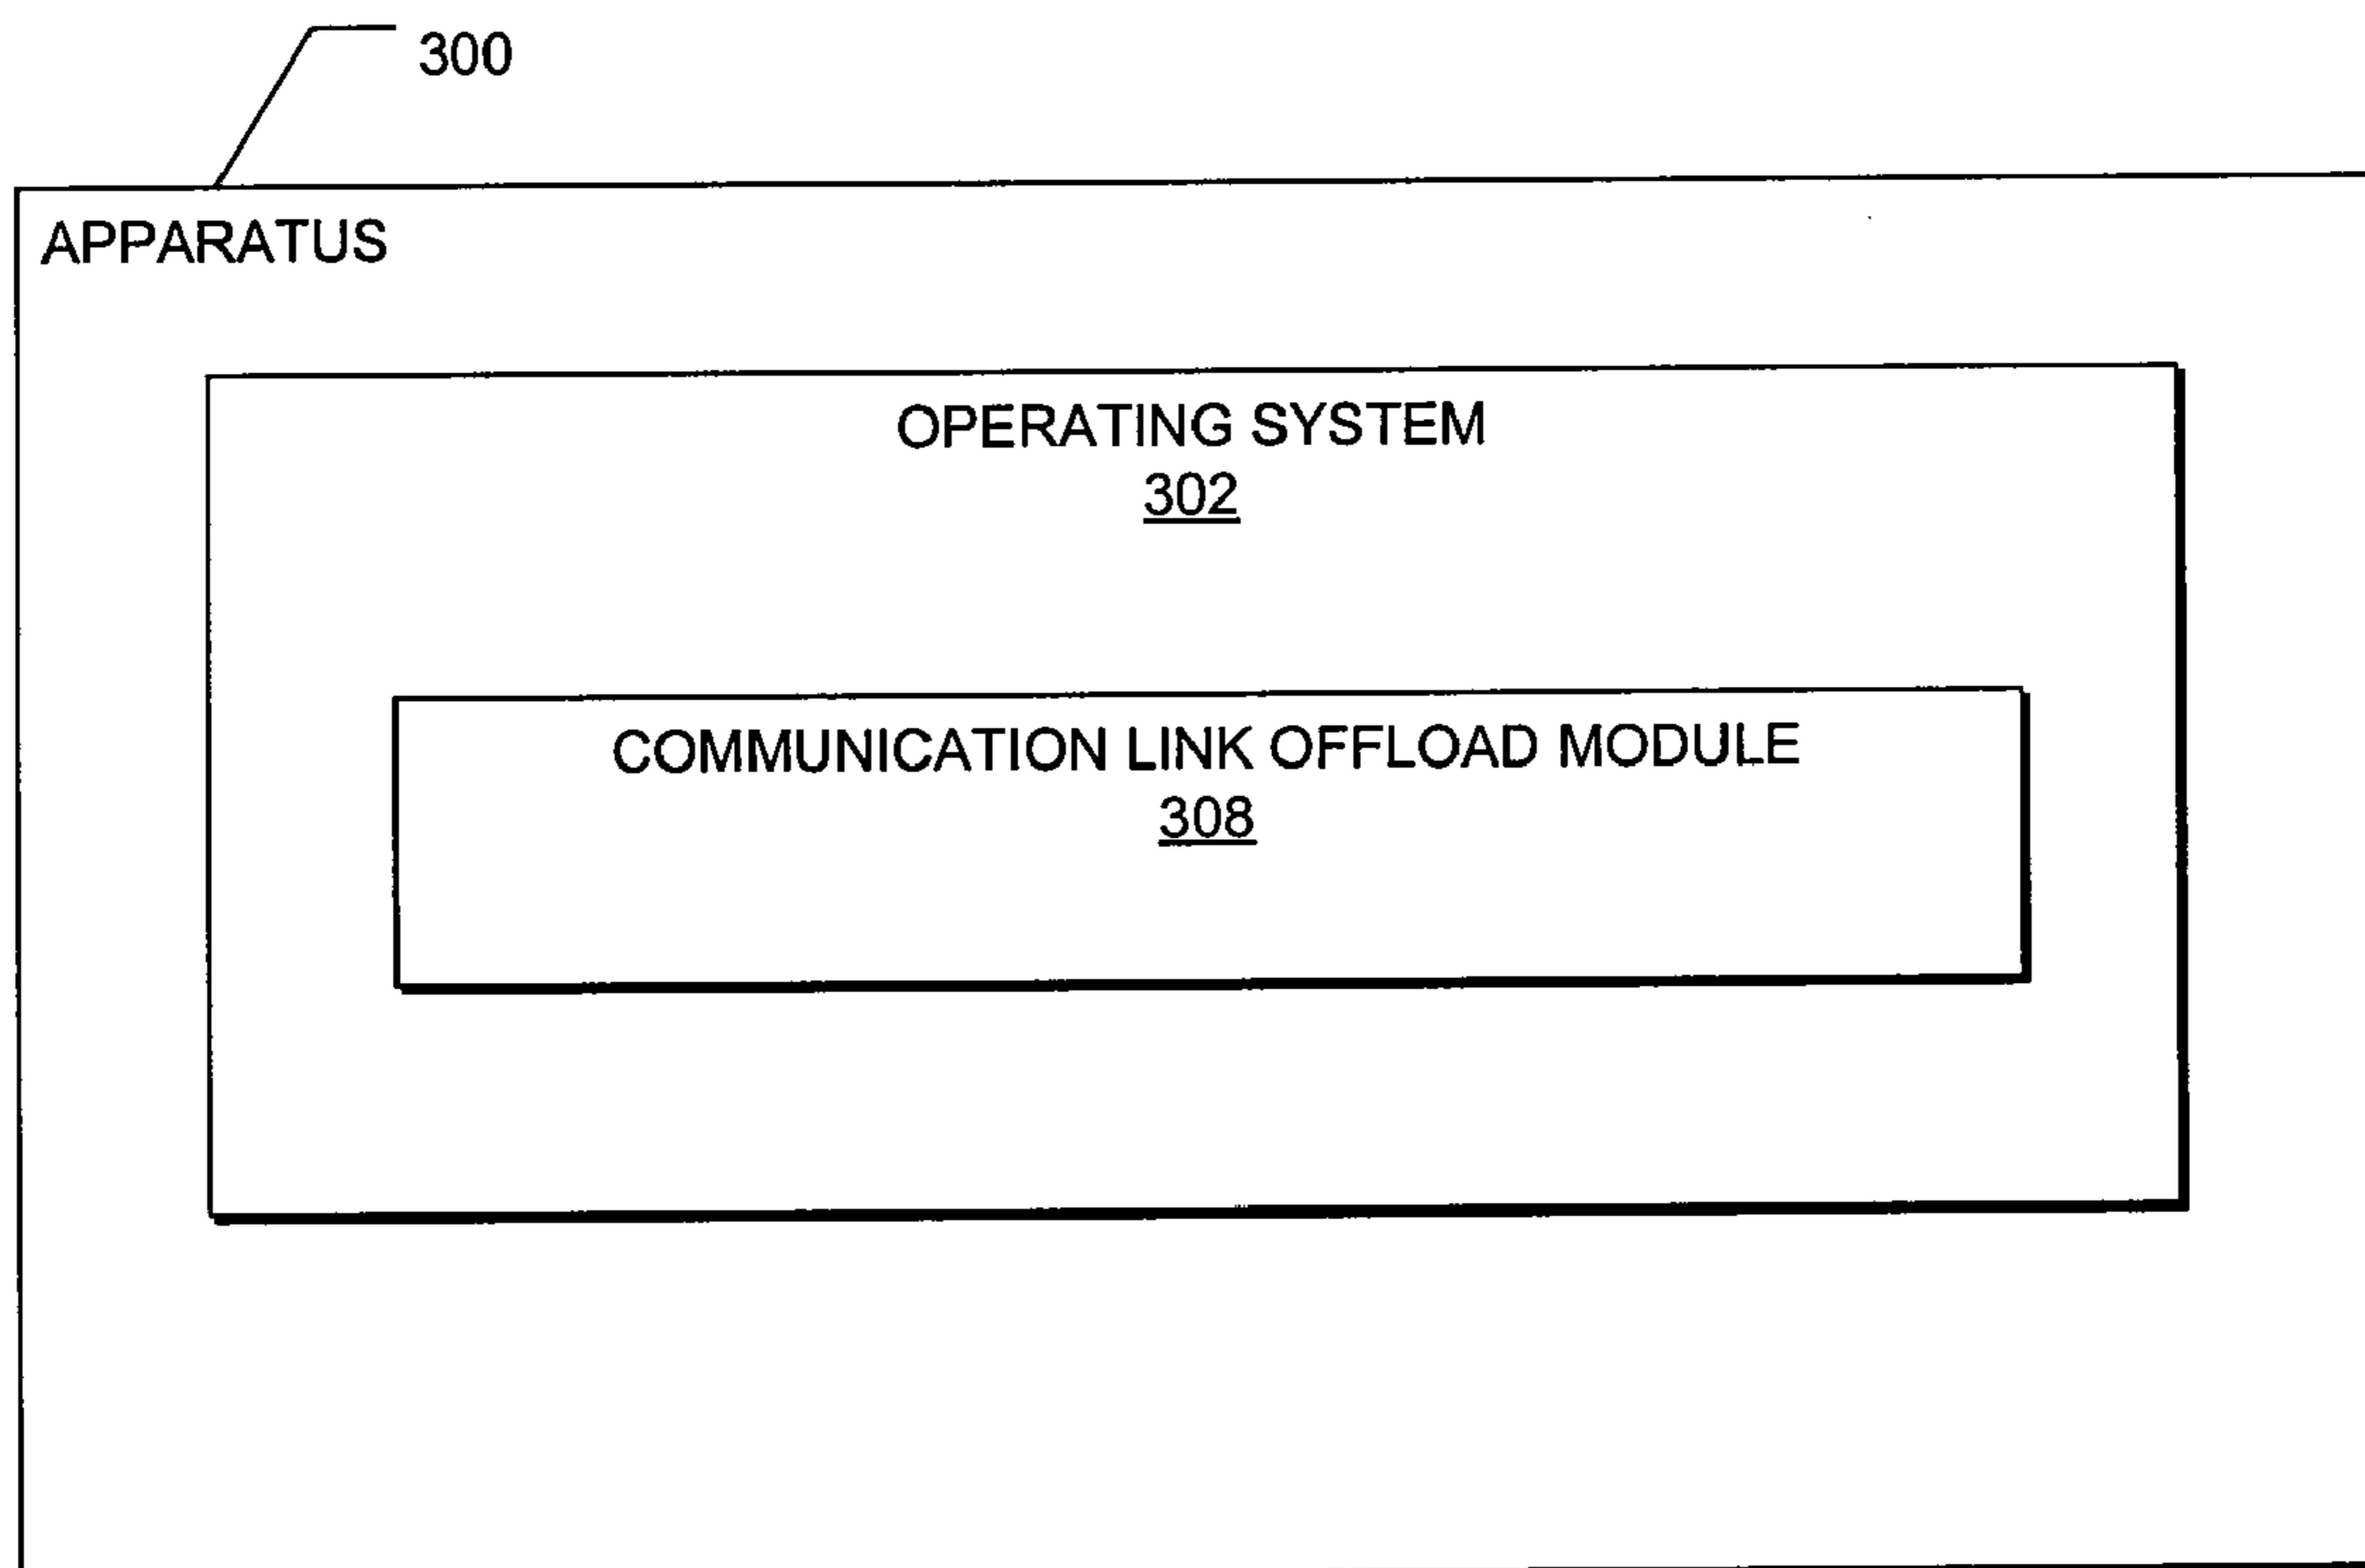 300
APPARATUS
OPERATING SYSTEM
302
COMMUNICATION LINK OFFLOAD MODULE
308